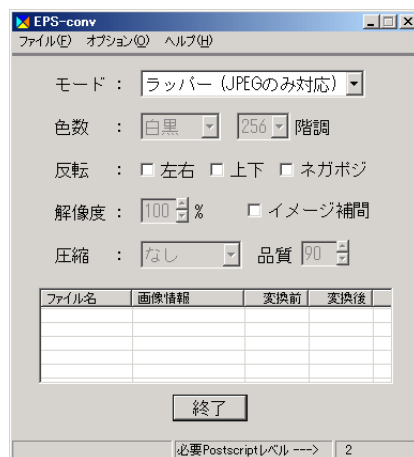 EPS-conv
ファイル(F) オプション(O) ヘルプ(H)
モード : ラッパー (JPEGのみ対応)
色数 : 白黒 256 階調
反転 : 左右 上下 ネガポジ
解像度 : 100 % イメージ補間
圧縮 : なし 品質 90
ファイル名 画像情報 変換前 変換後
終了
必要Postscriptレベル ---> 2